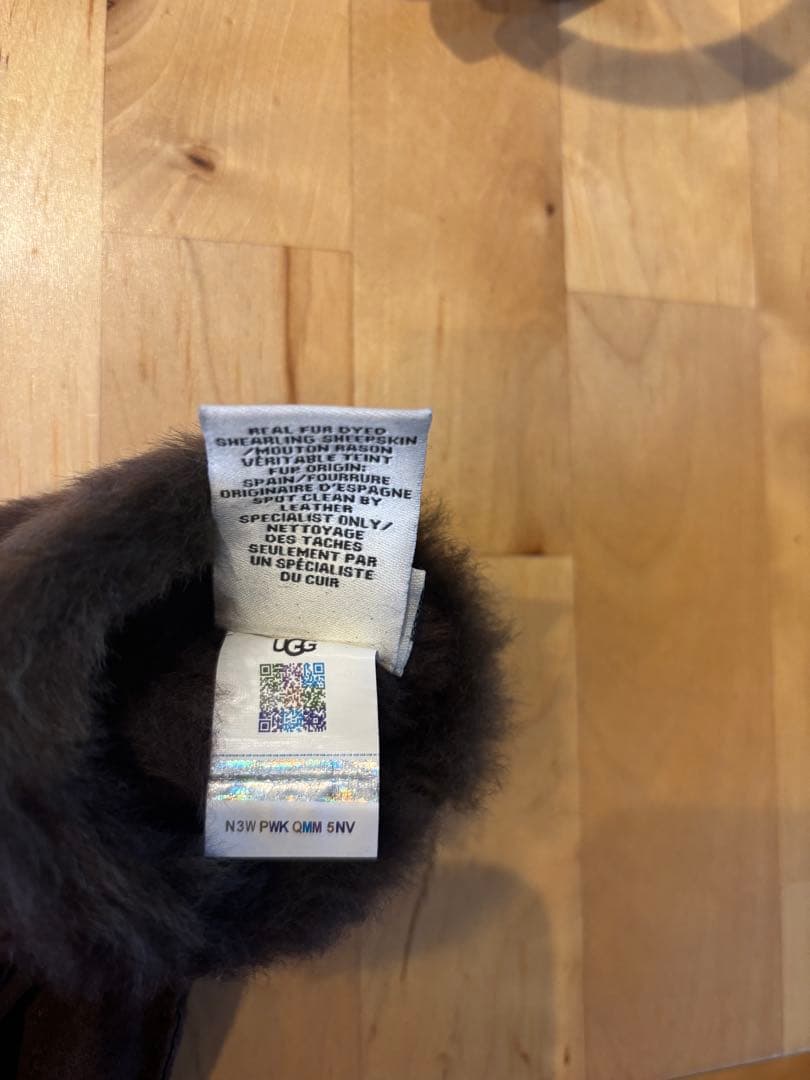 REAL FUR DYED
SHEARLING SHEEPSKIN
/MOUTON RASON
VÉRITABLE TEINT
FUR ORIGIN:
SPAIN/FOURRURE
ORIGINAIRE D'ESPAGNE
SPOT CLEAN BY
LEATHER
SPECIALIST ONLY/
NETTOYAGE
DES TACHES
SEULEMENT PAR
UN SPÉCIALISTE
DU CUIR
UGG
N3W PWK QMM 5NV